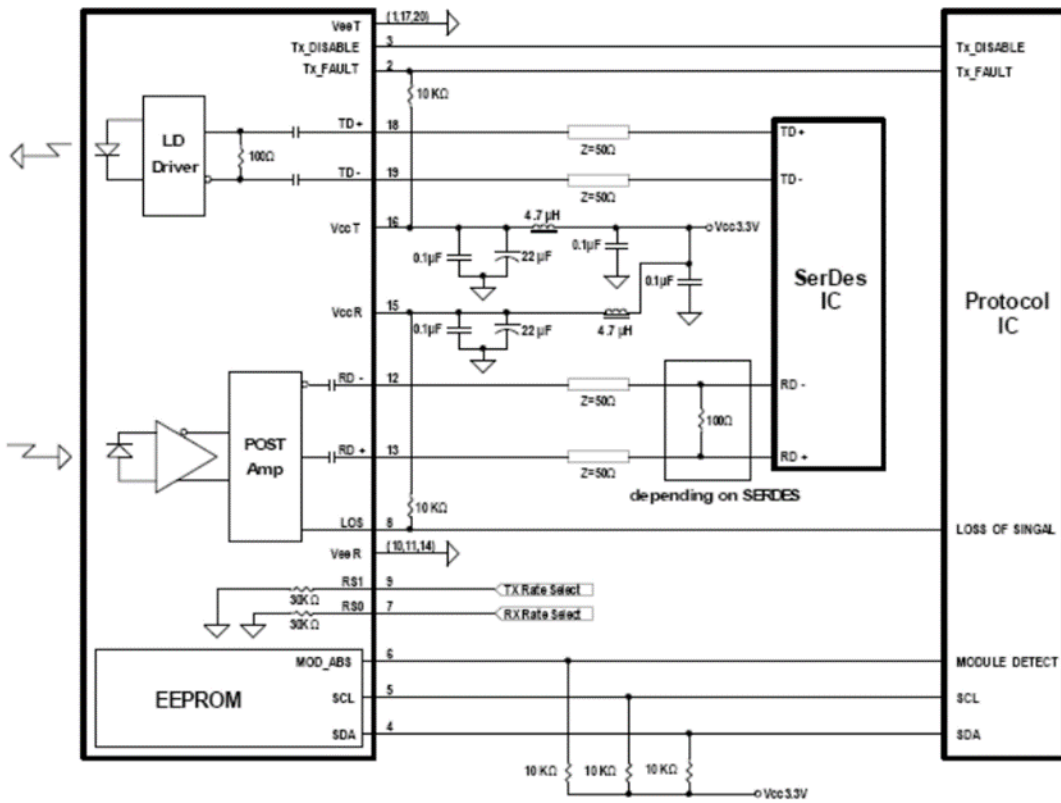 VeeT (1,17,20)
Tx_DISABLE 3 Tx_DISABLE
Tx_FAULT 2 Tx_FAULT
10 KΩ
LD
Driver
100Ω
TD + 18 Z=50Ω TD +
TD - 19 Z=50Ω TD -
VccT 16 4.7 µH Vcc3.3V
0.1µF 22 µF 0.1µF 0.1µF
SerDes
IC
Protocol
IC
VccR 15 4.7 µH
0.1µF 22 µF
RD - 12 Z=50Ω RD -
100Ω
POST
Amp
RD + 13 Z=50Ω RD +
depending on SERDES
10 KΩ
LOS 8 LOSS OF SINGAL
VeeR (10,11,14)
RS1 9 TX Rate Select
30KΩ
RS0 7 RX Rate Select
30KΩ
MOD_ABS 6 MODULE DETECT
EEPROM
SCL 5 SCL
SDA 4 SDA
10 KΩ 10 KΩ 10 KΩ
Vcc3.3V